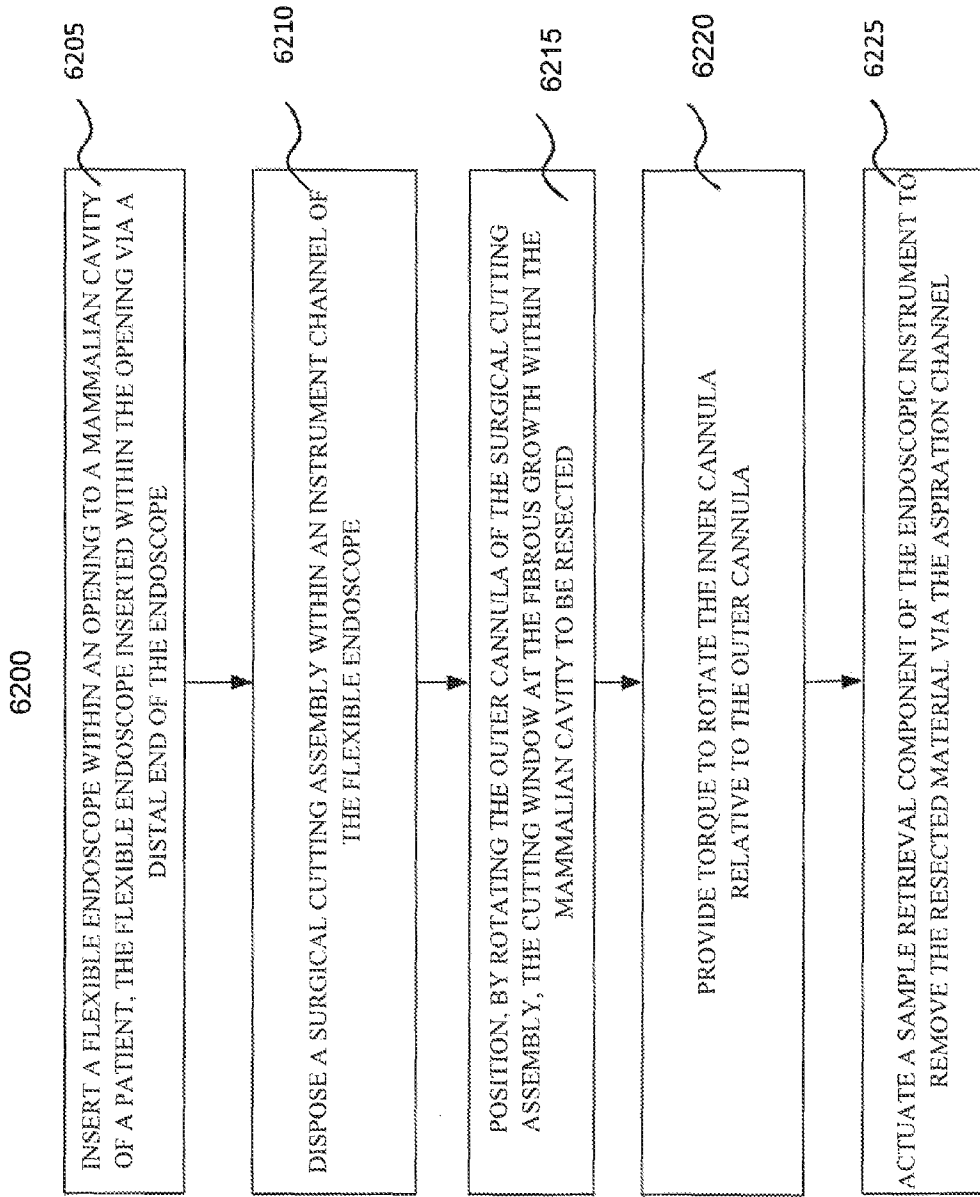 6200
INSERT A FLEXIBLE ENDOSCOPE WITHIN AN OPENING TO A MAMMALIAN CAVITY
OF A PATIENT, THE FLEXIBLE ENDOSCOPE INSERTED WITHIN THE OPENING VIA A
DISTAL END OF THE ENDOSCOPE
6205
DISPOSE A SURGICAL CUTTING ASSEMBLY WITHIN AN INSTRUMENT CHANNEL OF
THE FLEXIBLE ENDOSCOPE
6210
POSITION, BY ROTATING THE OUTER CANNULA OF THE SURGICAL CUTTING
ASSEMBLY, THE CUTTING WINDOW AT THE FIBROUS GROWTH WITHIN THE
MAMMALIAN CAVITY TO BE RESECTED
6215
PROVIDE TORQUE TO ROTATE THE INNER CANNULA
RELATIVE TO THE OUTER CANNULA
6220
ACTUATE A SAMPLE RETRIEVAL COMPONENT OF THE ENDOSCOPIC INSTRUMENT TO
REMOVE THE RESECTED MATERIAL VIA THE ASPIRATION CHANNEL
6225